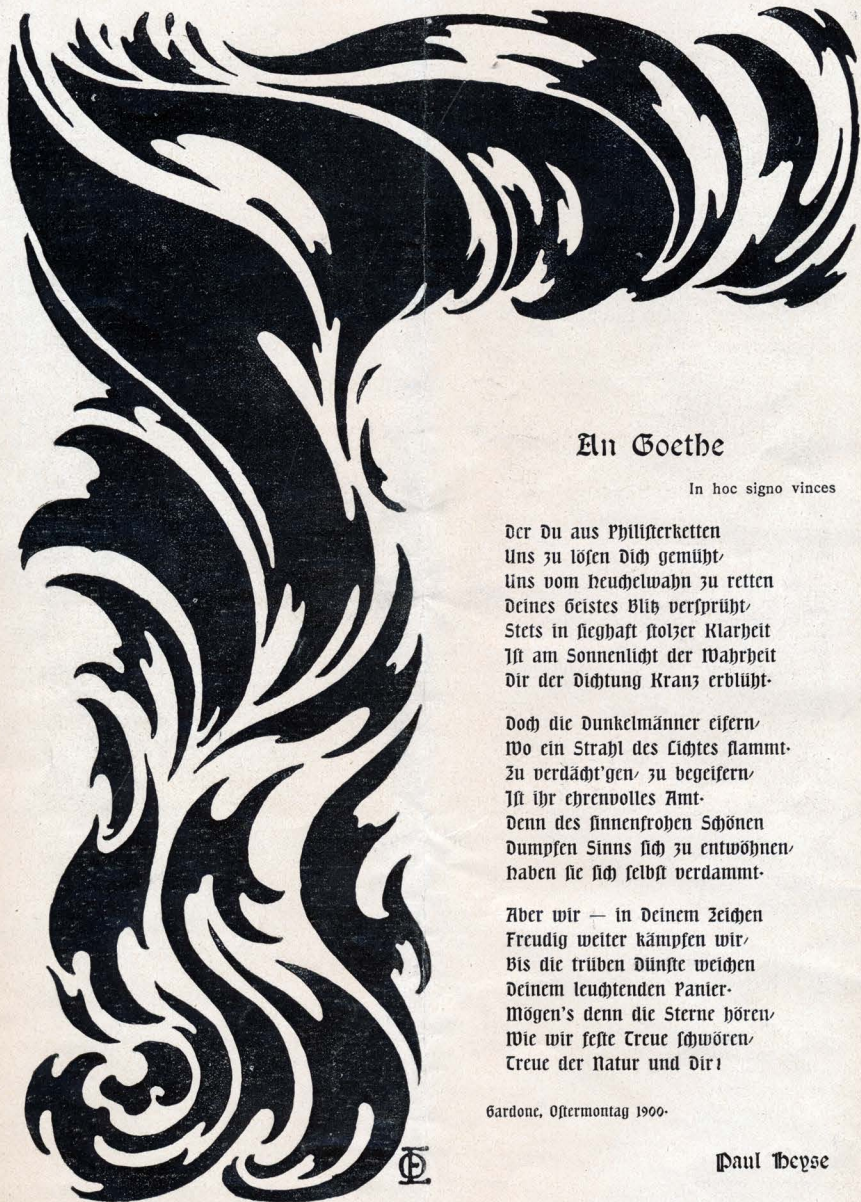 An Goethe
In hoc signo vinces
Der Du aus Philiſterketten
Uns zu löſen Dich gemüht,
Uns vom Heuchelwahn zu retten
Deines Geistes Blitz verſprüht,
Stets in ſieghaft ſtolzer Klarheit
Iſt am Sonnenlicht der Wahrheit
Dir der Dichtung Kranz erblüht.
Doch die Dunkelmänner eifern,
Wo ein Strahl des Lichtes flammt.
Zu verdächt'gen, zu begeifern,
Iſt ihr ehrenvolles Amt.
Denn des ſinnenfrohen Schönen
Dumpfen Sinns ſich zu entwöhnen,
Haben ſie ſich ſelbſt verdammt.
Aber wir — in Deinem Zeichen
Freudig weiter kämpfen wir,
Bis die trüben Dünſte weichen
Deinem leuchtenden Panier.
Mögen's denn die Sterne hören,
Wie wir feſte Treue ſchwören,
Treue der Natur und Dir!
Gardone, Oſtermontag 1900.
Paul Heyse